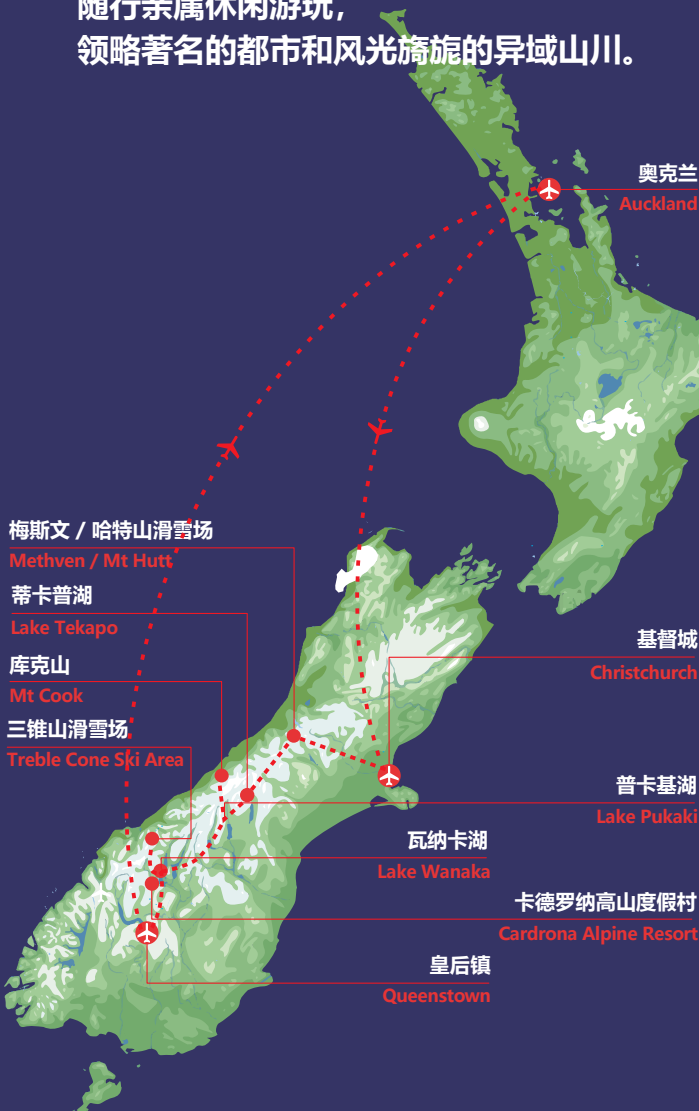 随行亲属休闲游玩，
领略著名的都市和风光旖旎的异域山川。
奥克兰
Auckland
梅斯文 / 哈特山滑雪场
Methven / Mt Hutt
蒂卡普湖
Lake Tekapo
基督城
Christchurch
库克山
Mt Cook
三锥山滑雪场
Treble Cone Ski Area
普卡基湖
Lake Pukaki
瓦纳卡湖
Lake Wanaka
卡德罗纳高山度假村
Cardrona Alpine Resort
皇后镇
Queenstown